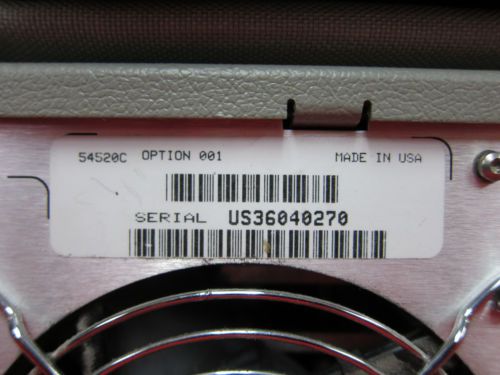 54520C OPTION 001 MADE IN USA
SERIAL US36040270